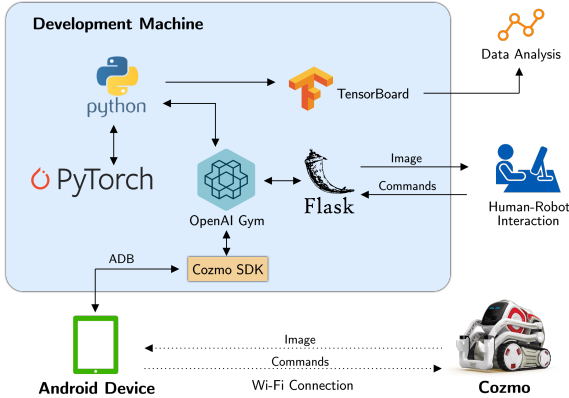 Development Machine
Data Analysis
python
TensorBoard
Image
PyTorch
Commands
Flask
OpenAI Gym
Human-Robot
Interaction
ADB
Cozmo SDK
Image
Commands
Android Device
Wi-Fi Connection
Cozmo